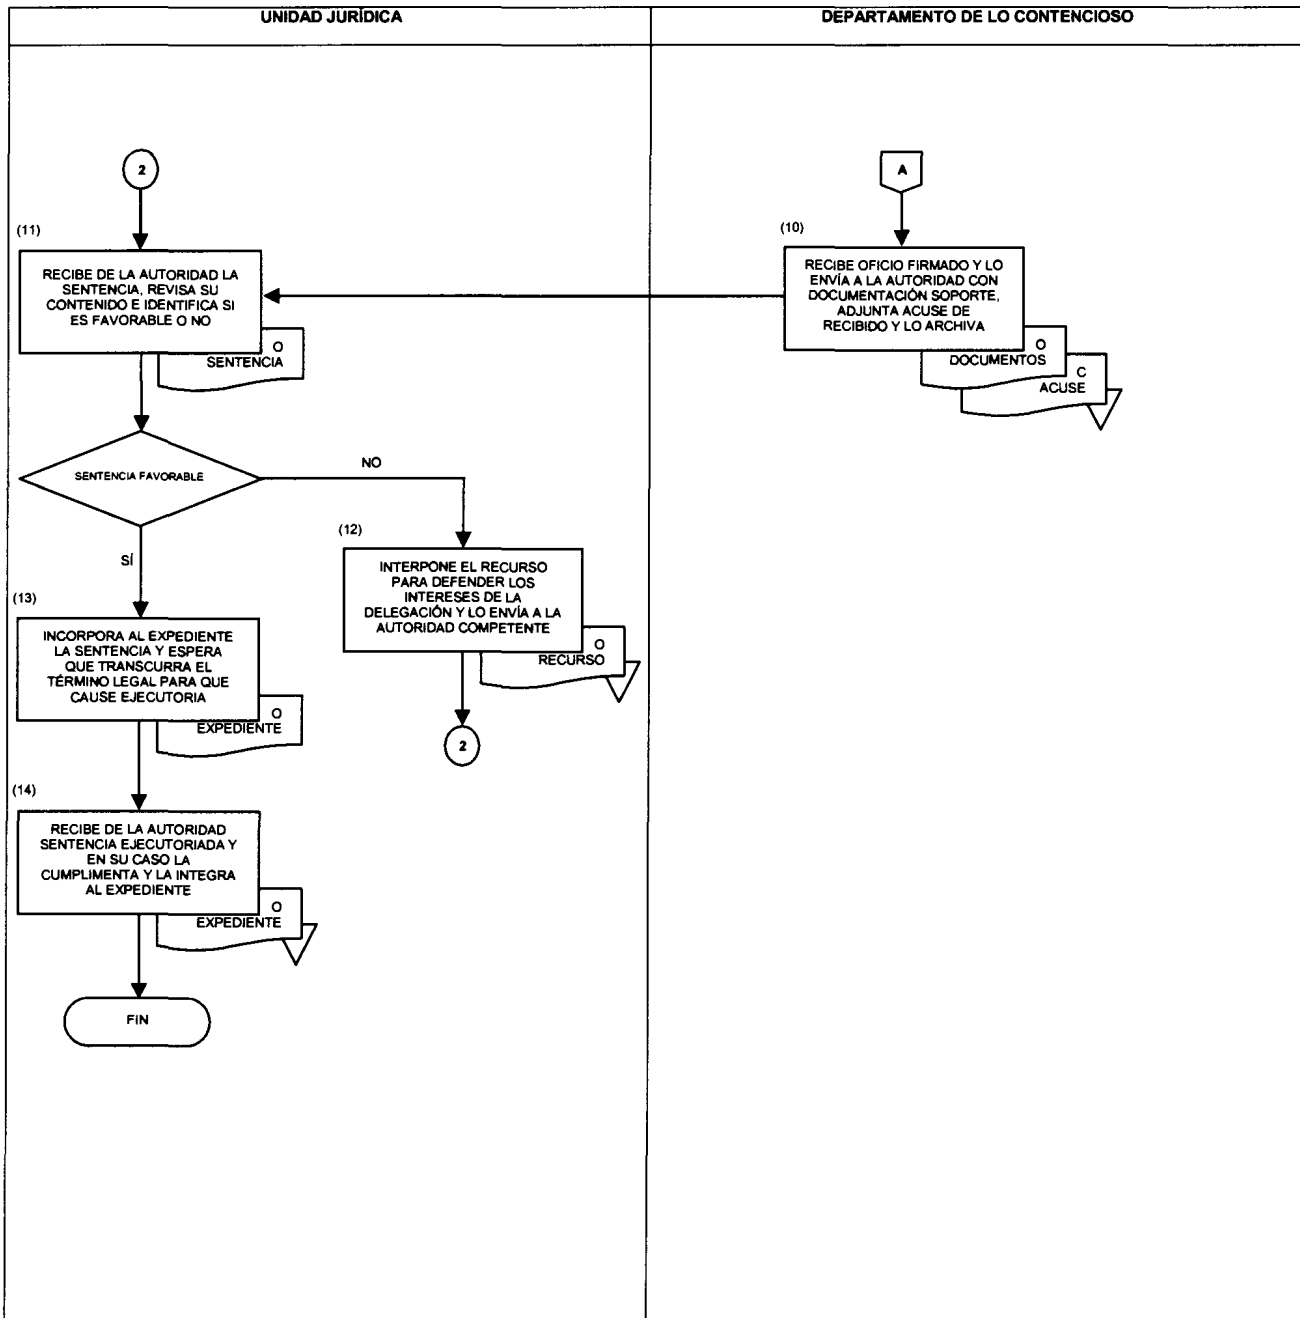 UNIDAD JURÍDICA
DEPARTAMENTO DE LO CONTENCIOSO
2
A
(11)
RECIBE DE LA AUTORIDAD LA
SENTENCIA, REVISA SU
CONTENIDO E IDENTIFICA SI
ES FAVORABLE O NO
O
SENTENCIA
(10)
RECIBE OFICIO FIRMADO Y LO
ENVÍA A LA AUTORIDAD CON
DOCUMENTACIÓN SOPORTE,
ADJUNTA ACUSE DE
RECIBIDO Y LO ARCHIVA
O
DOCUMENTOS
C
ACUSE
SENTENCIA FAVORABLE
NO
SÍ
(12)
INTERPONE EL RECURSO
PARA DEFENDER LOS
INTERESES DE LA
DELEGACIÓN Y LO ENVÍA A LA
AUTORIDAD COMPETENTE
O
RECURSO
2
(13)
INCORPORA AL EXPEDIENTE
LA SENTENCIA Y ESPERA
QUE TRANSCURRA EL
TÉRMINO LEGAL PARA QUE
CAUSE EJECUTORIA
O
EXPEDIENTE
(14)
RECIBE DE LA AUTORIDAD
SENTENCIA EJECUTORIADA Y
EN SU CASO LA
CUMPLIMENTA Y LA INTEGRA
AL EXPEDIENTE
O
EXPEDIENTE
FIN